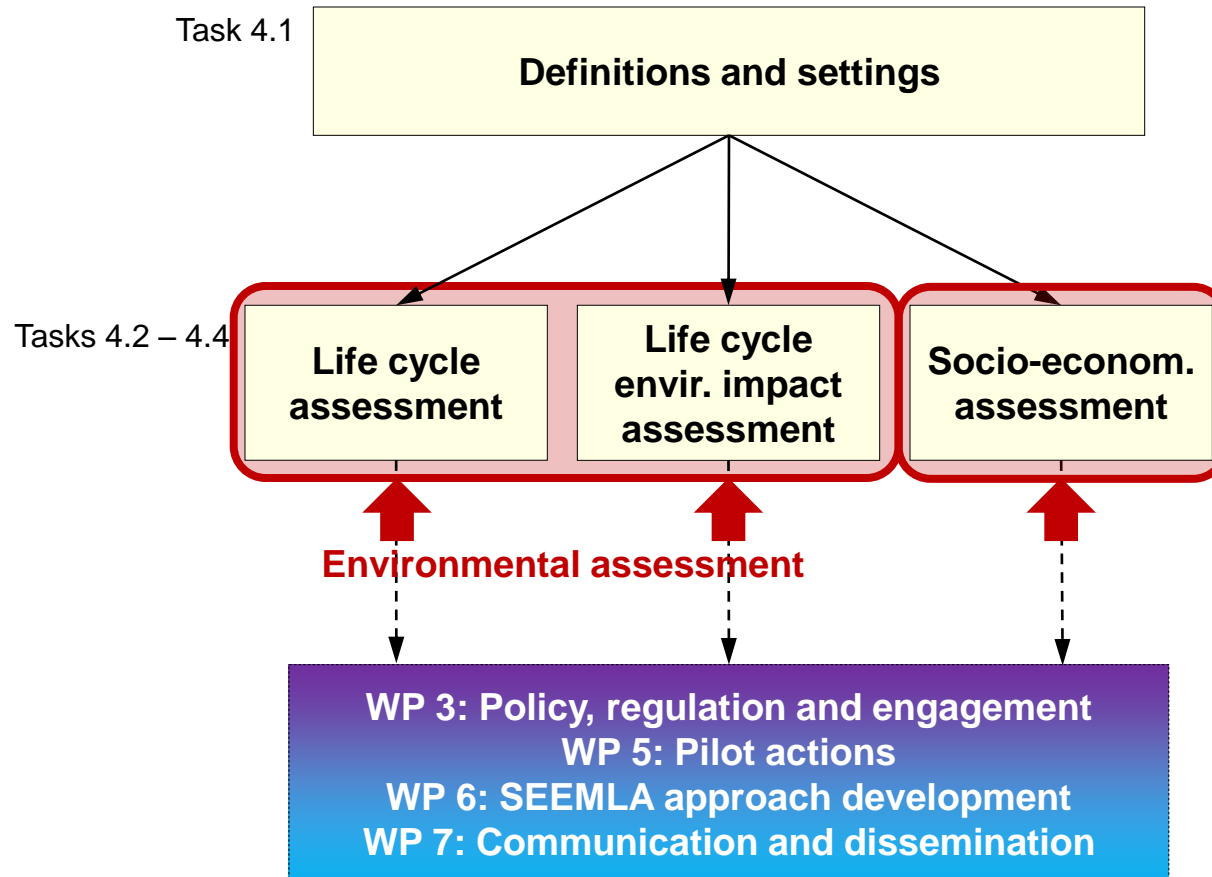 Task 4.1
Definitions and settings
Tasks 4.2 – 4.4
Life cycle
assessment
Life cycle
envir. impact
assessment
Socio-econom.
assessment
Environmental assessment
WP 3: Policy, regulation and engagement
WP 5: Pilot actions
WP 6: SEEMLA approach development
WP 7: Communication and dissemination